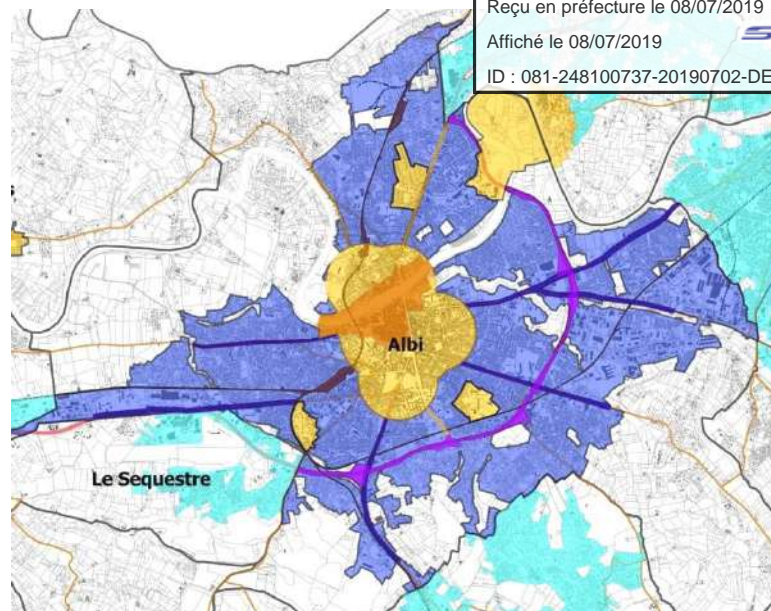 Reçu en préfecture le 08/07/2019
Affiché le 08/07/2019
ID : 081-248100737-20190702-DE
Albi
Le Sequestre